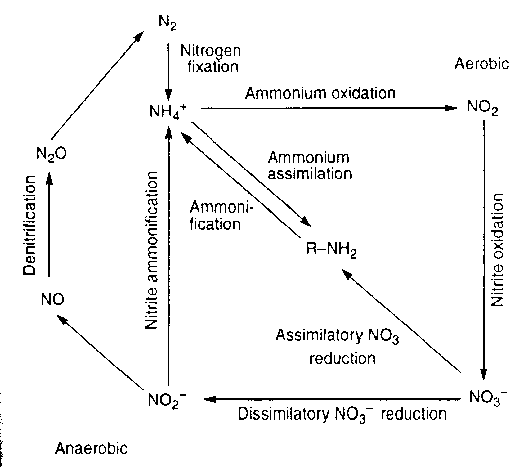 N₂
Nitrogen
fixation
Aerobic
NH₄⁺
Ammonium oxidation
NO₂
N₂O
Ammonium
assimilation
Ammoni-
fication
Denitrification
Nitrite ammonification
Nitrite oxidation
R–NH₂
NO
Assimilatory NO₃
reduction
NO₂⁻
NO₃⁻
Dissimilatory NO₃⁻ reduction
Anaerobic